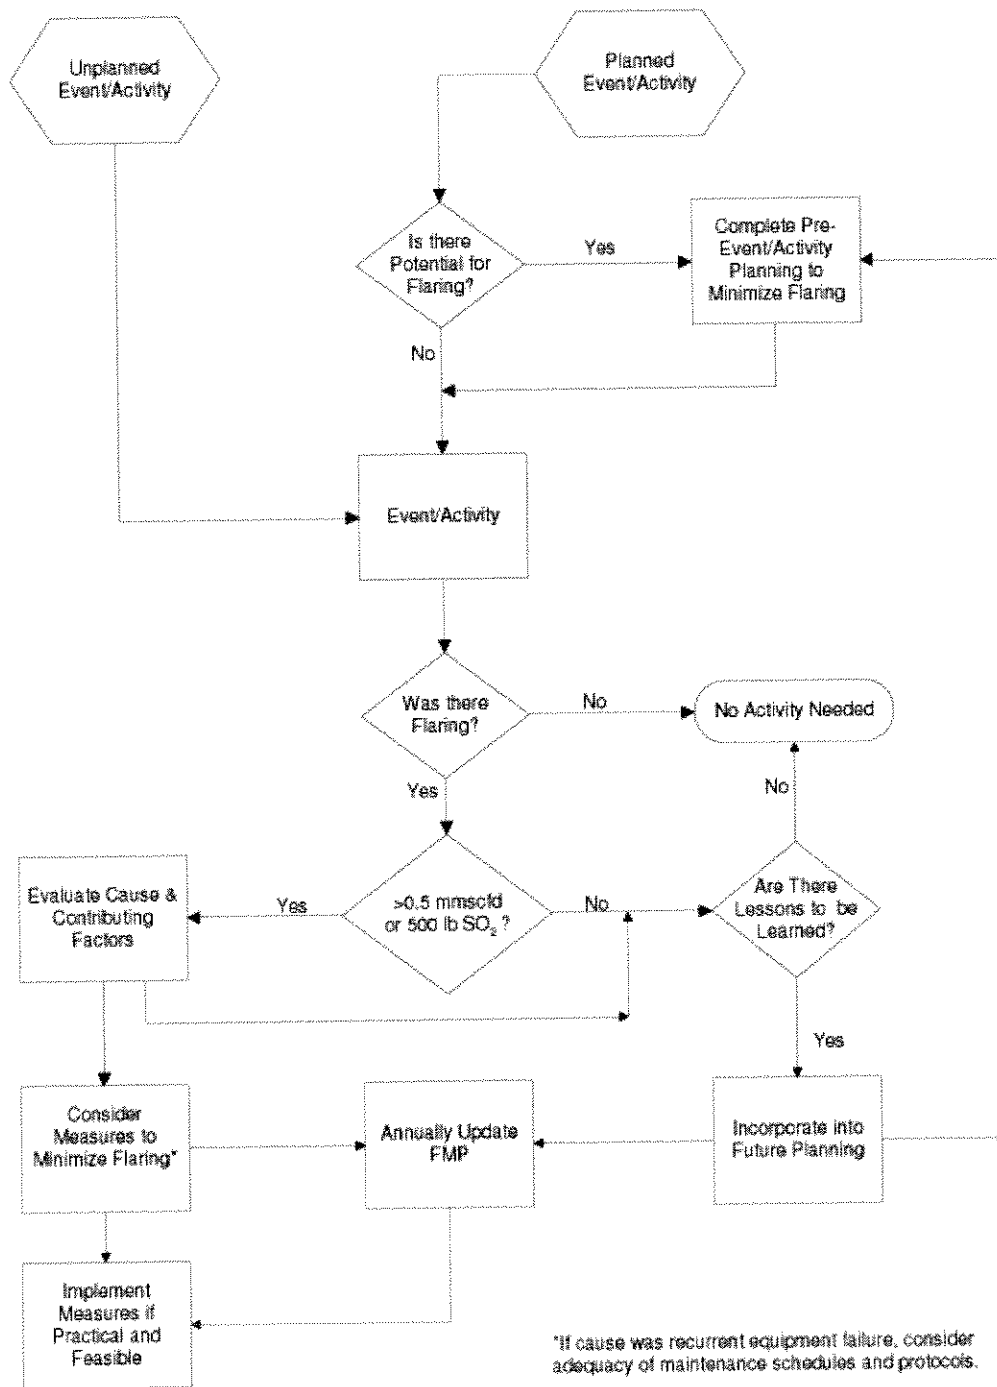 Unplanned
Event/Activity
Planned
Event/Activity
Is there
Potential for
Flaring?
Yes
Complete Pre-
Event/Activity
Planning to
Minimize Flaring
No
Event/Activity
Was there
Flaring?
No
No Activity Needed
Yes
No
Evaluate Cause &
Contributing
Factors
Yes
>0.5 mmscfd
or 500 lb SO₂ ?
No
Are There
Lessons to be
Learned?
Yes
Consider
Measures to
Minimize Flaring*
Annually Update
FMP
Incorporate into
Future Planning
Implement
Measures if
Practical and
Feasible
*If cause was recurrent equipment failure, consider
adequacy of maintenance schedules and protocols.